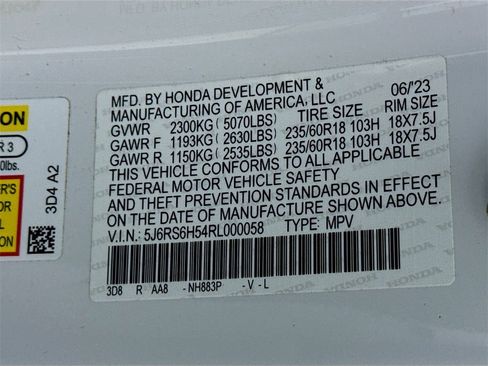 MFD. BY HONDA DEVELOPMENT & 06/'23
MANUFACTURING OF AMERICA, LLC TIRE SIZE RIM SIZE
GVWR 2300KG (5070LBS)
GAWR F 1193KG (2630LBS) 235/60R18 103H 18X7.5J
GAWR R 1150KG (2535LBS) 235/60R18 103H 18X7.5J
THIS VEHICLE CONFORMS TO ALL APPLICABLE
FEDERAL MOTOR VEHICLE SAFETY
AND THEFT PREVENTION STANDARDS IN EFFECT
ON THE DATE OF MANUFACTURE SHOWN ABOVE.
V.I.N.: 5J6RS6H54RL000058 TYPE: MPV
3D8 R AA8 -NH883P -V-L
3D4 A2
R 3
0lbs.